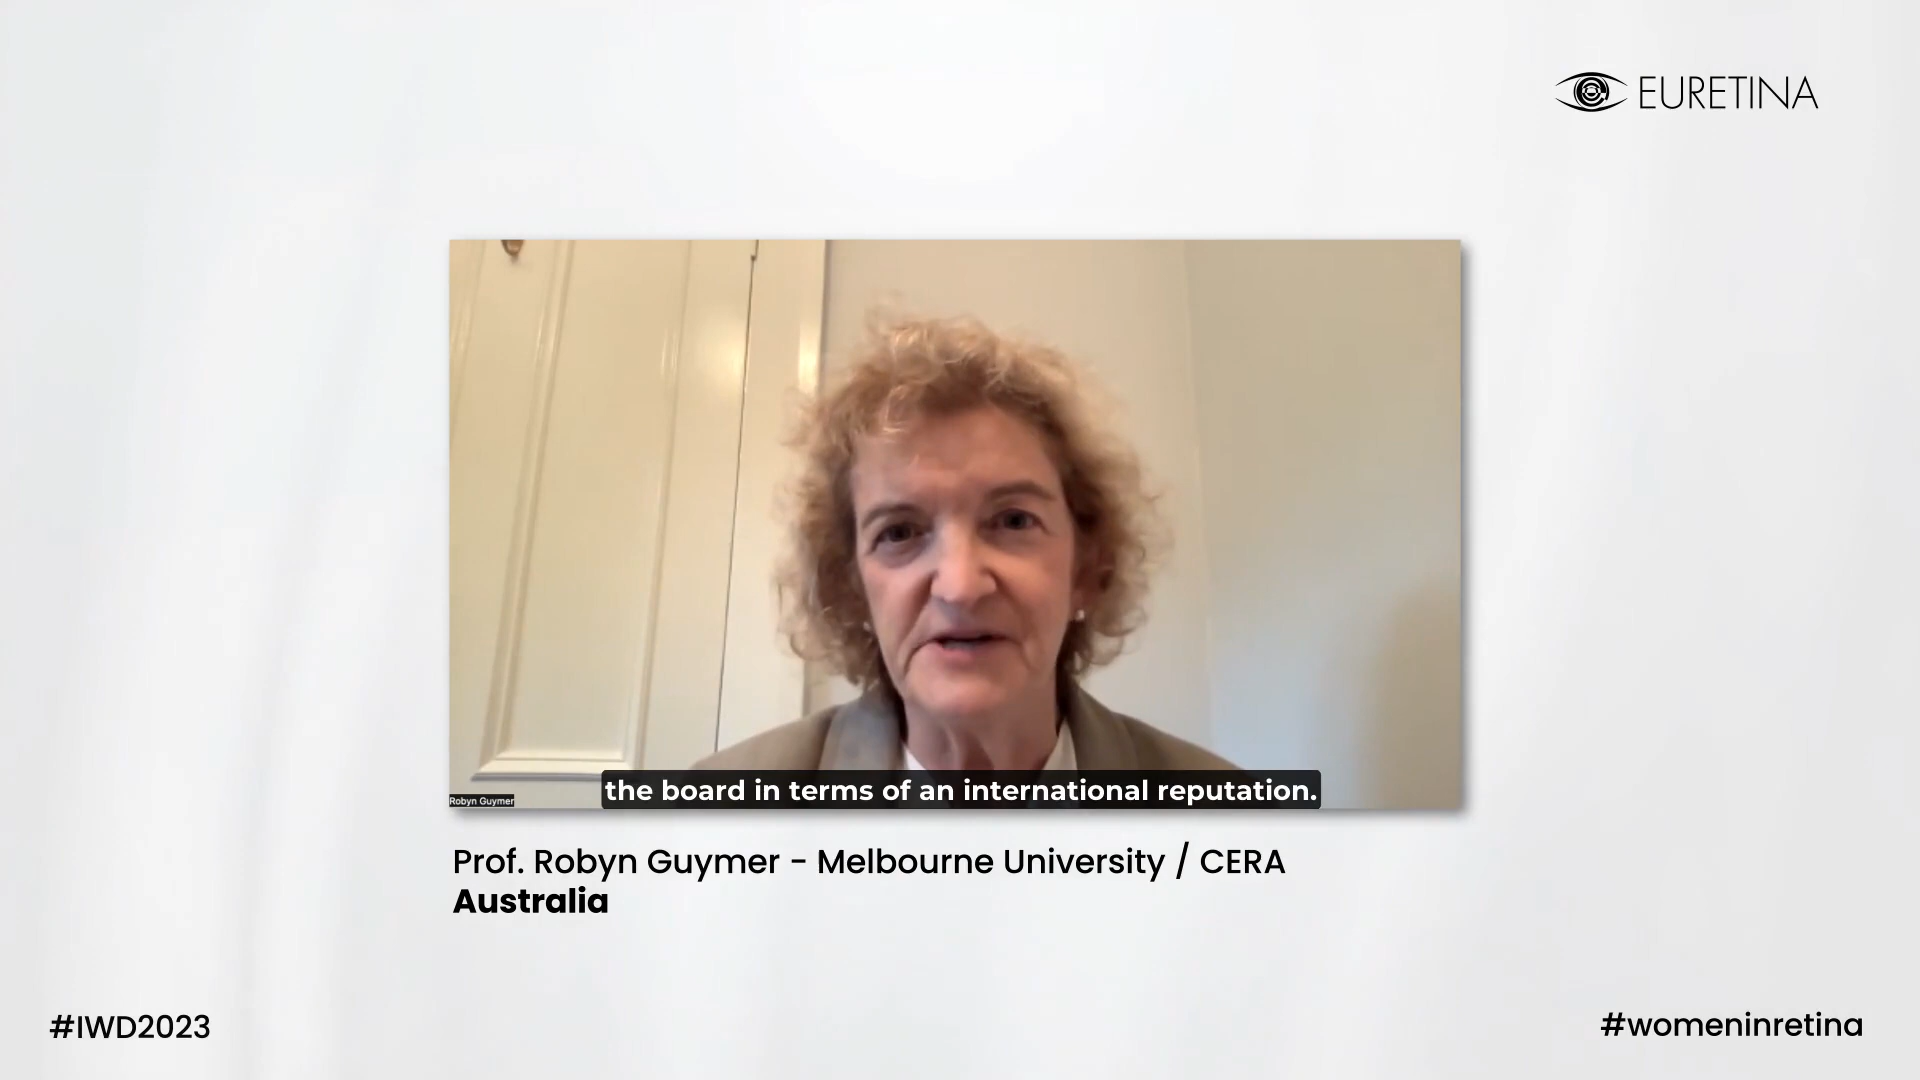 EURETINA
the board in terms of an international reputation.
Robyn Guymer
Prof. Robyn Guymer - Melbourne University / CERA
Australia
#IWD2023
#womeninretina